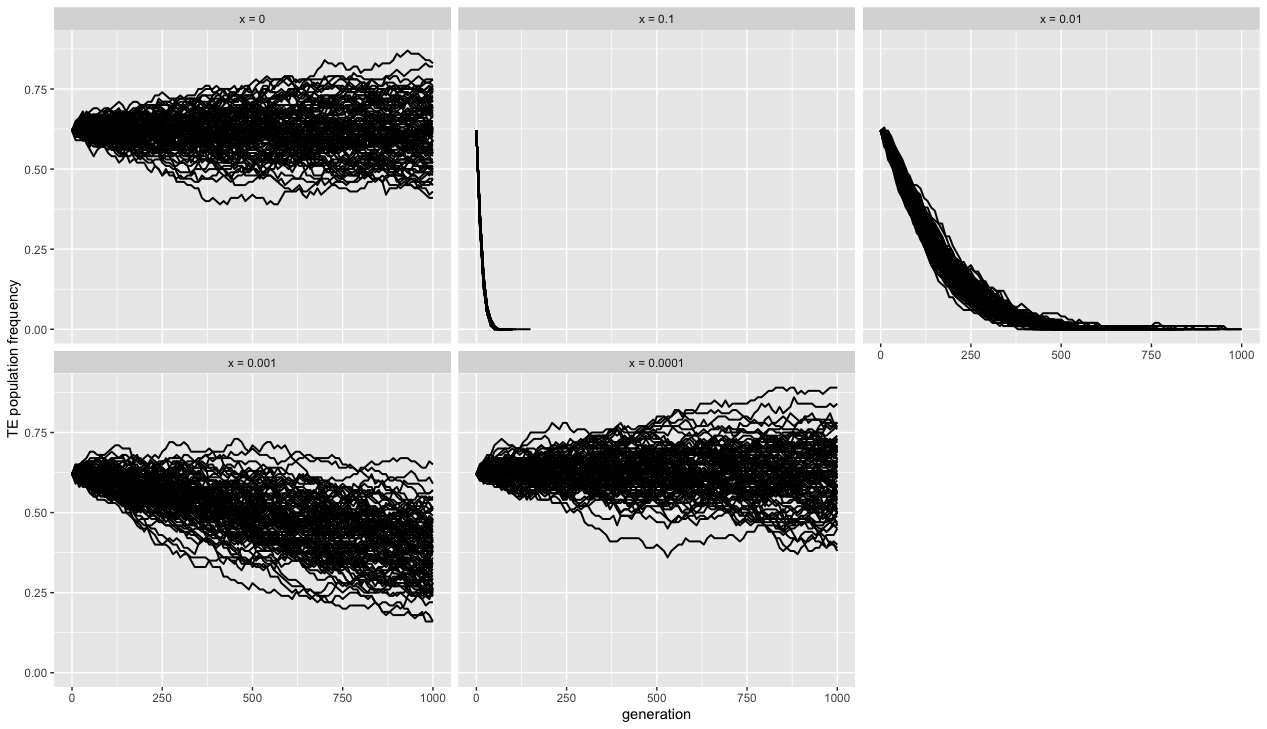 x = 0
x = 0.1
x = 0.01
0.75
0.50
0.25
0.00
0 250 500 750 1000
TE population frequency
x = 0.001
x = 0.0001
0.75
0.50
0.25
0.00
0 250 500 750 1000
0 250 500 750 1000
generation